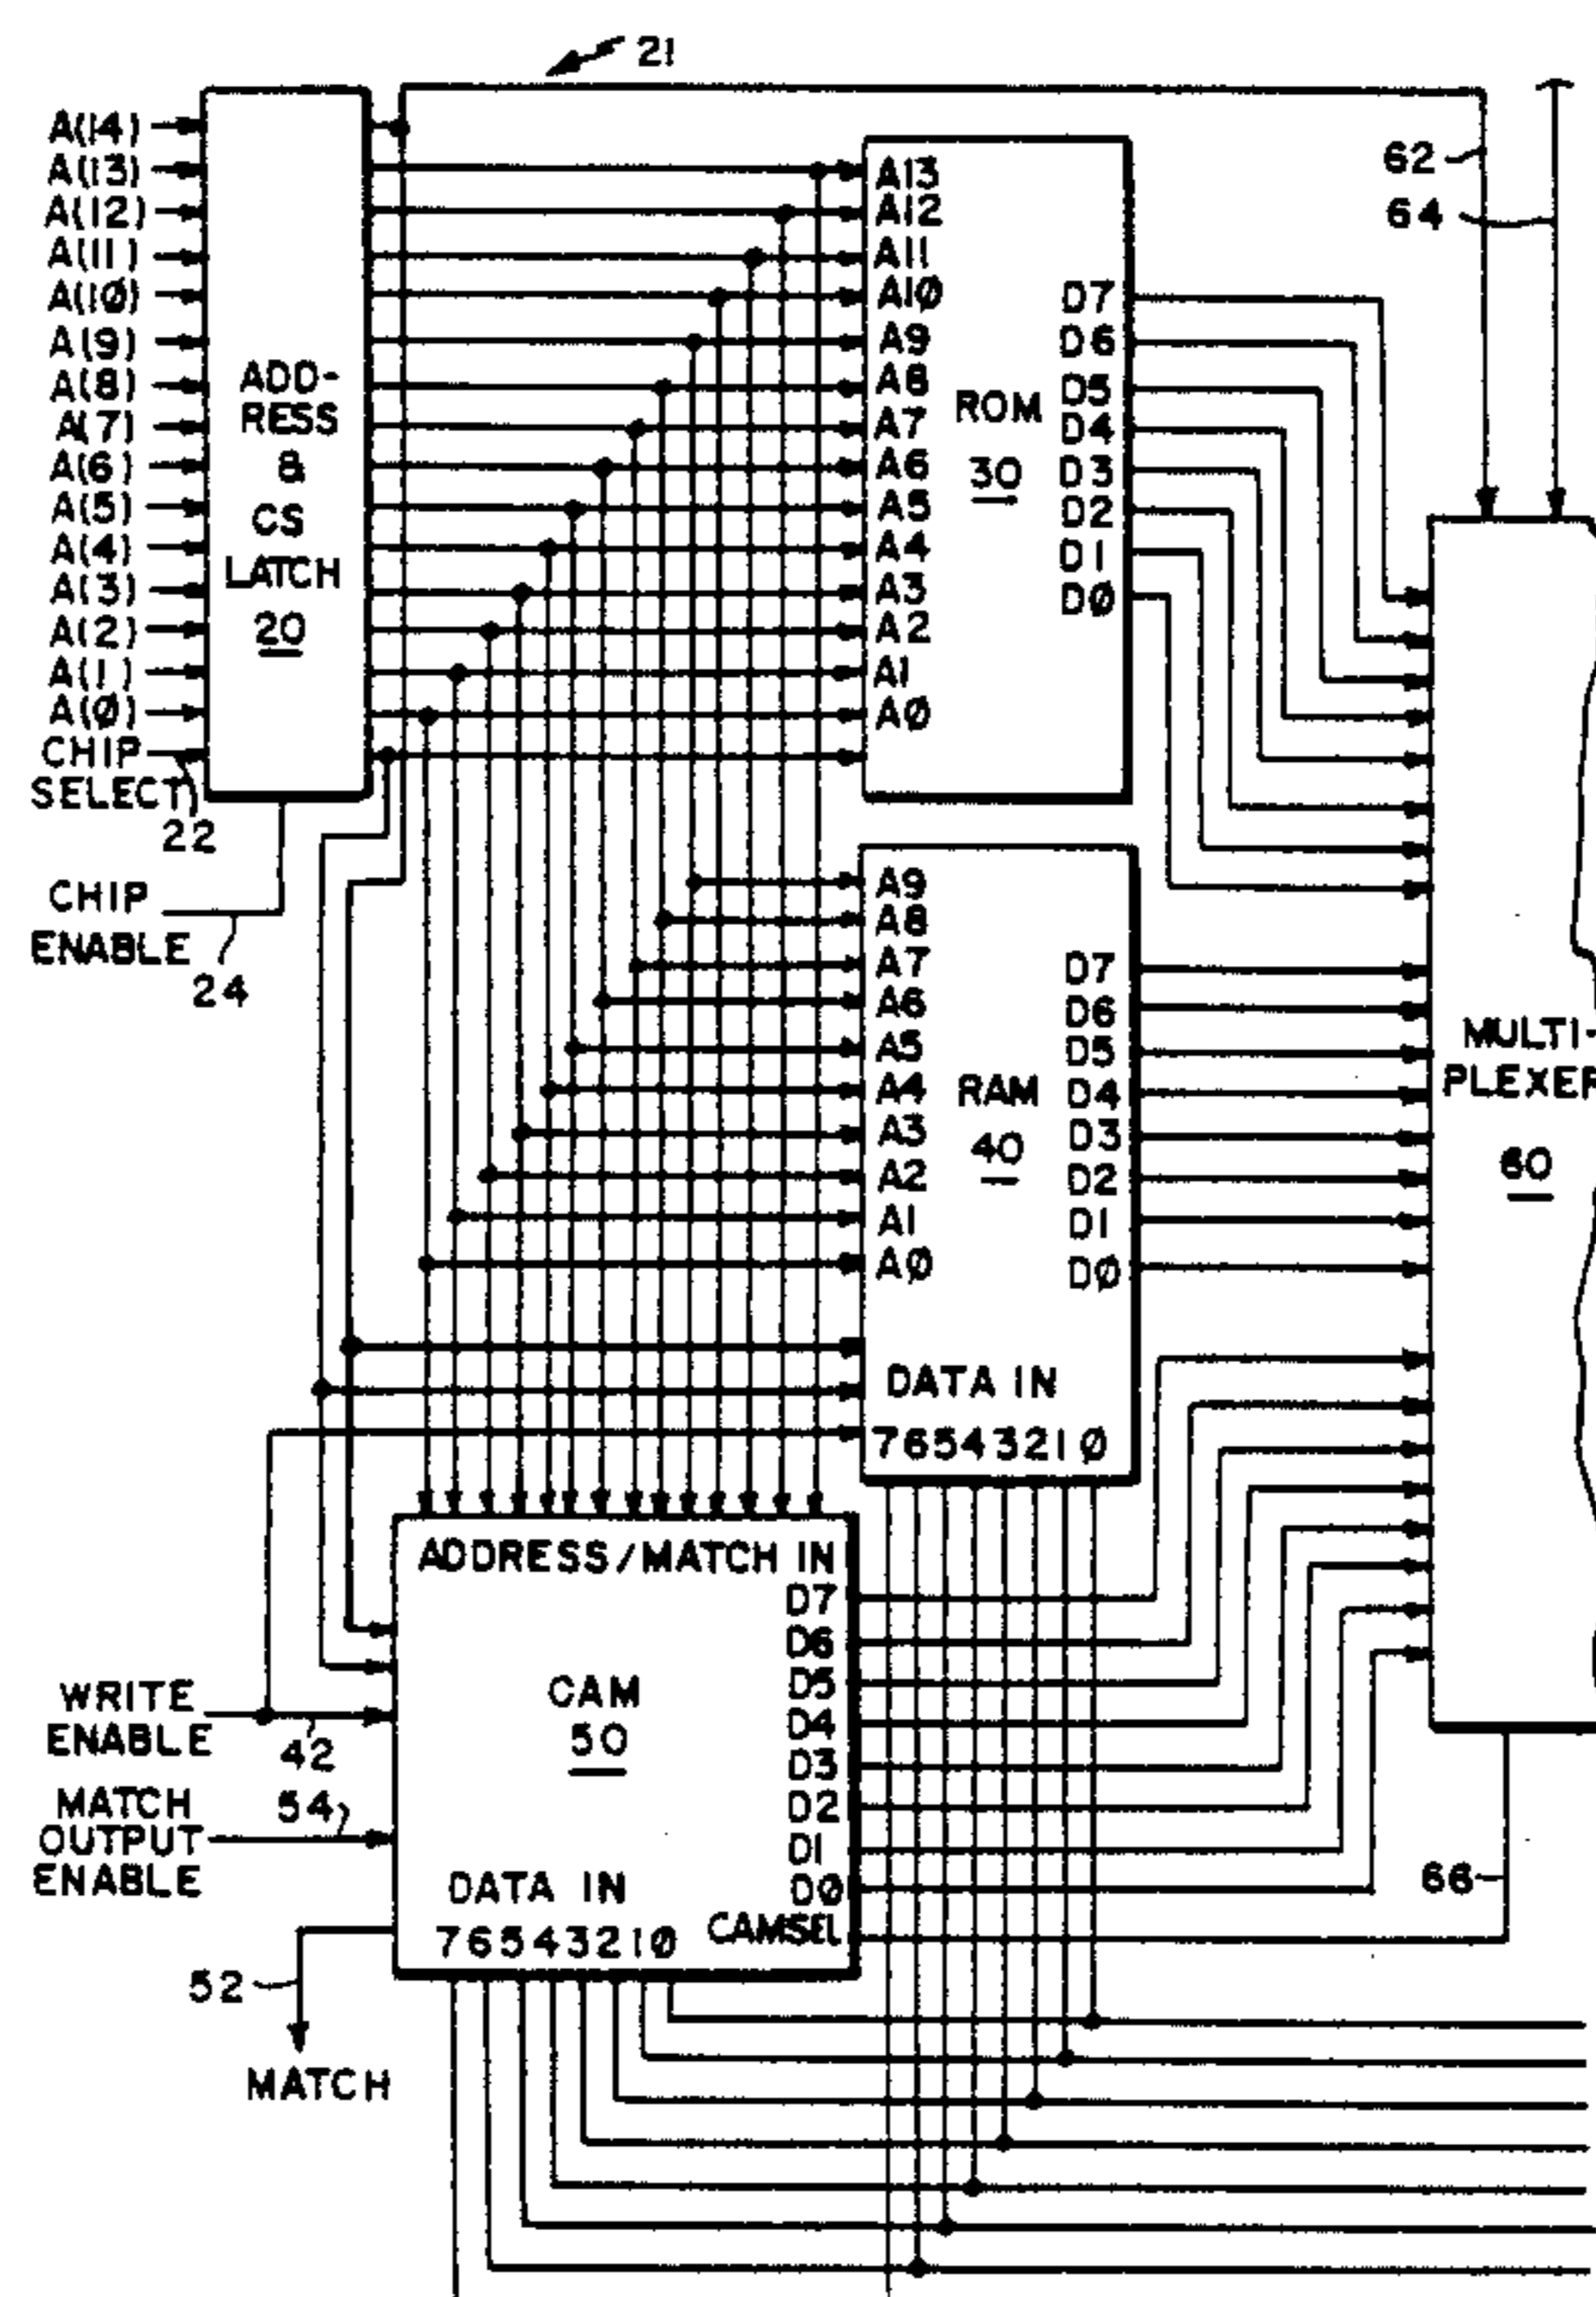 21
A(14)
A(13)
A(12)
A(11)
A(10)
A(9)
A(8)
A(7)
A(6)
A(5)
A(4)
A(3)
A(2)
A(1)
A(0)
CHIP
SELECT
22
CHIP
ENABLE
24
ADD-
RESS
&
CS
LATCH
20
A13
A12
A11
A10
A9
A8
A7
A6
A5
A4
A3
A2
A1
A0
ROM
30
D7
D6
D5
D4
D3
D2
D1
D0
62
64
A9
A8
A7
A6
A5
A4
A3
A2
A1
A0
RAM
40
D7
D6
D5
D4
D3
D2
D1
D0
DATA IN
76543210
MULTI-
PLEXER
60
ADDRESS/MATCH IN
CAM
50
D7
D6
D5
D4
D3
D2
D1
D0
CAMSEL
DATA IN
76543210
WRITE
ENABLE
42
MATCH
OUTPUT
ENABLE
54
52
MATCH
66